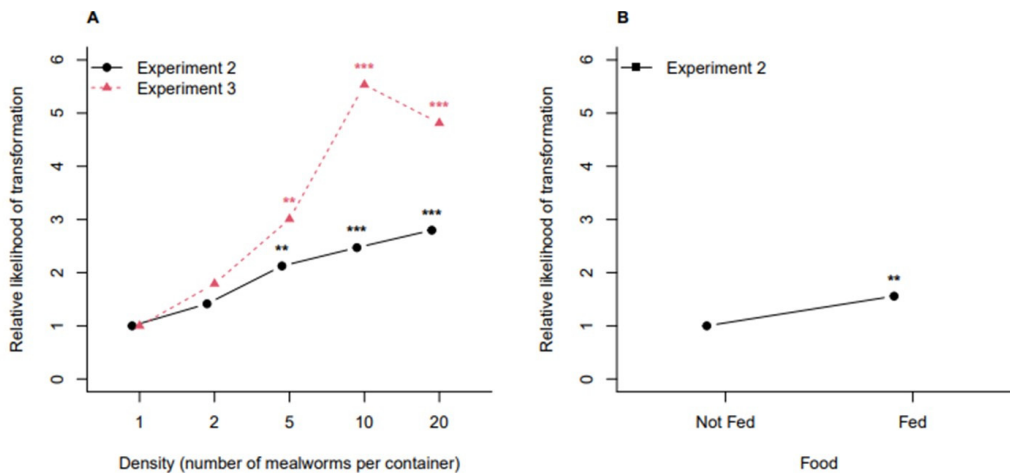 A
Relative likelihood of transformation
6
5
4
3
2
1
0
Experiment 2
Experiment 3
***
***
**
**
***
***
1
2
5
10
20
Density (number of mealworms per container)
B
Relative likelihood of transformation
6
5
4
3
2
1
0
Experiment 2
**
Not Fed
Fed
Food